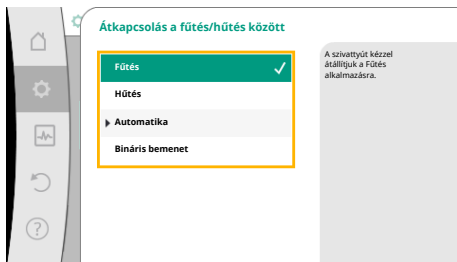 Átkapcsolás a fűtés/hűtés között
Fűtés
Hűtés
Automatika
Bináris bemenet
A szivattyút kézzel
átállítjuk a Fűtés
alkalmazásra.